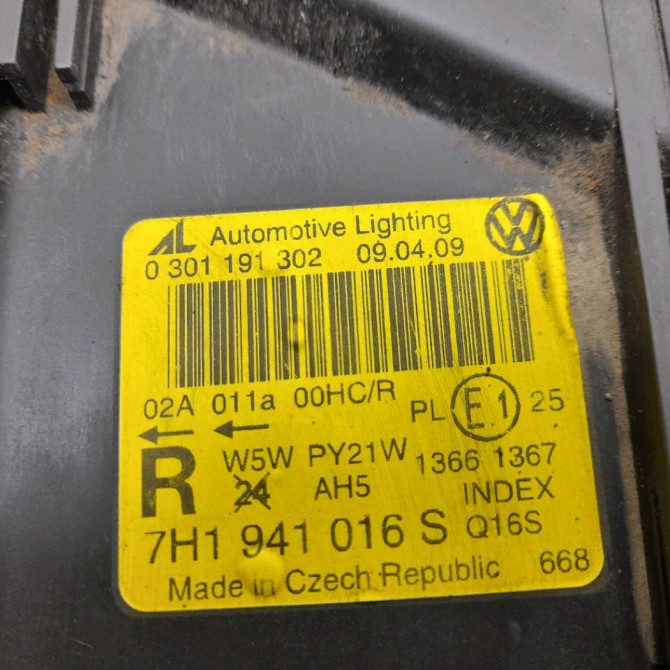 AL Automotive Lighting VW
0 301 191 302 09.04.09
02A 011a 00HC/R PL E1 25
R W5W PY21W 1366 1367
24 AH5 INDEX
7H1 941 016 S Q16S
Made in Czech Republic 668